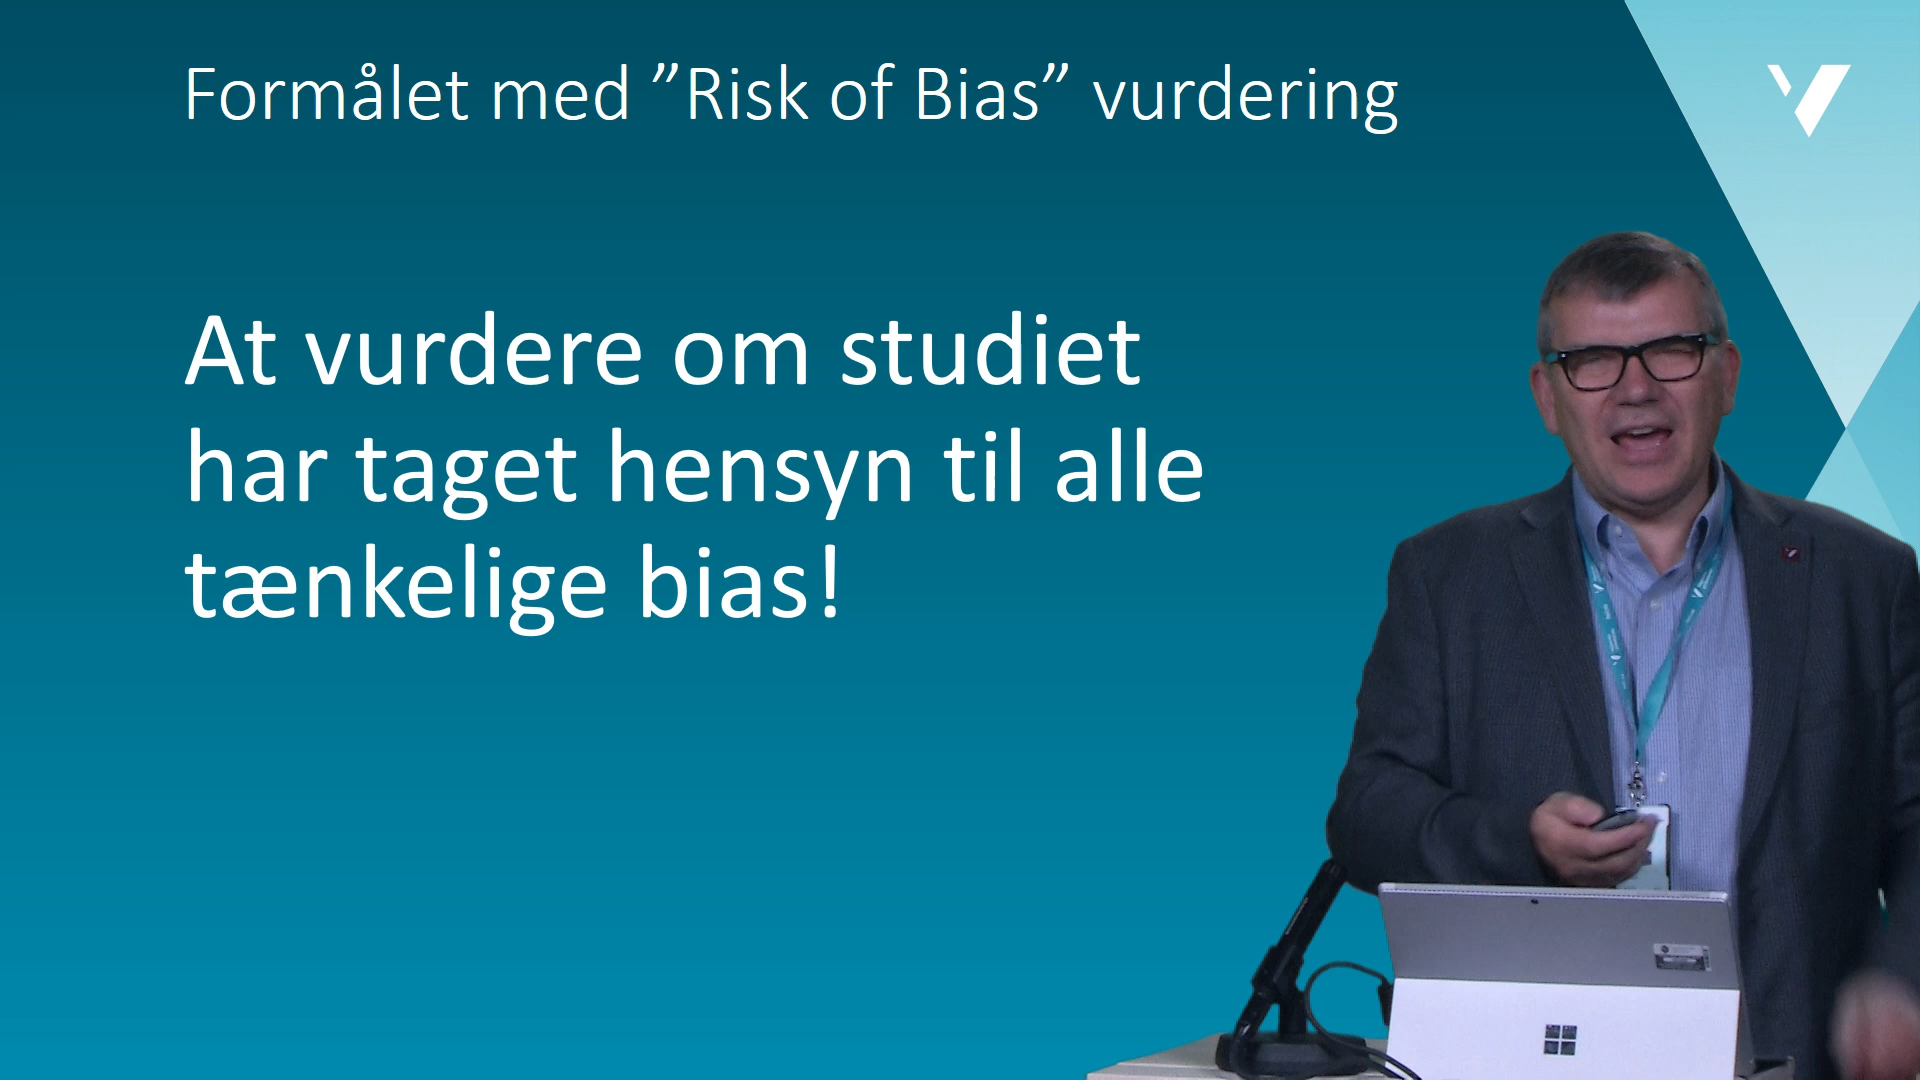 Formålet med ”Risk of Bias” vurdering
At vurdere om studiet
har taget hensyn til alle
tænkelige bias!